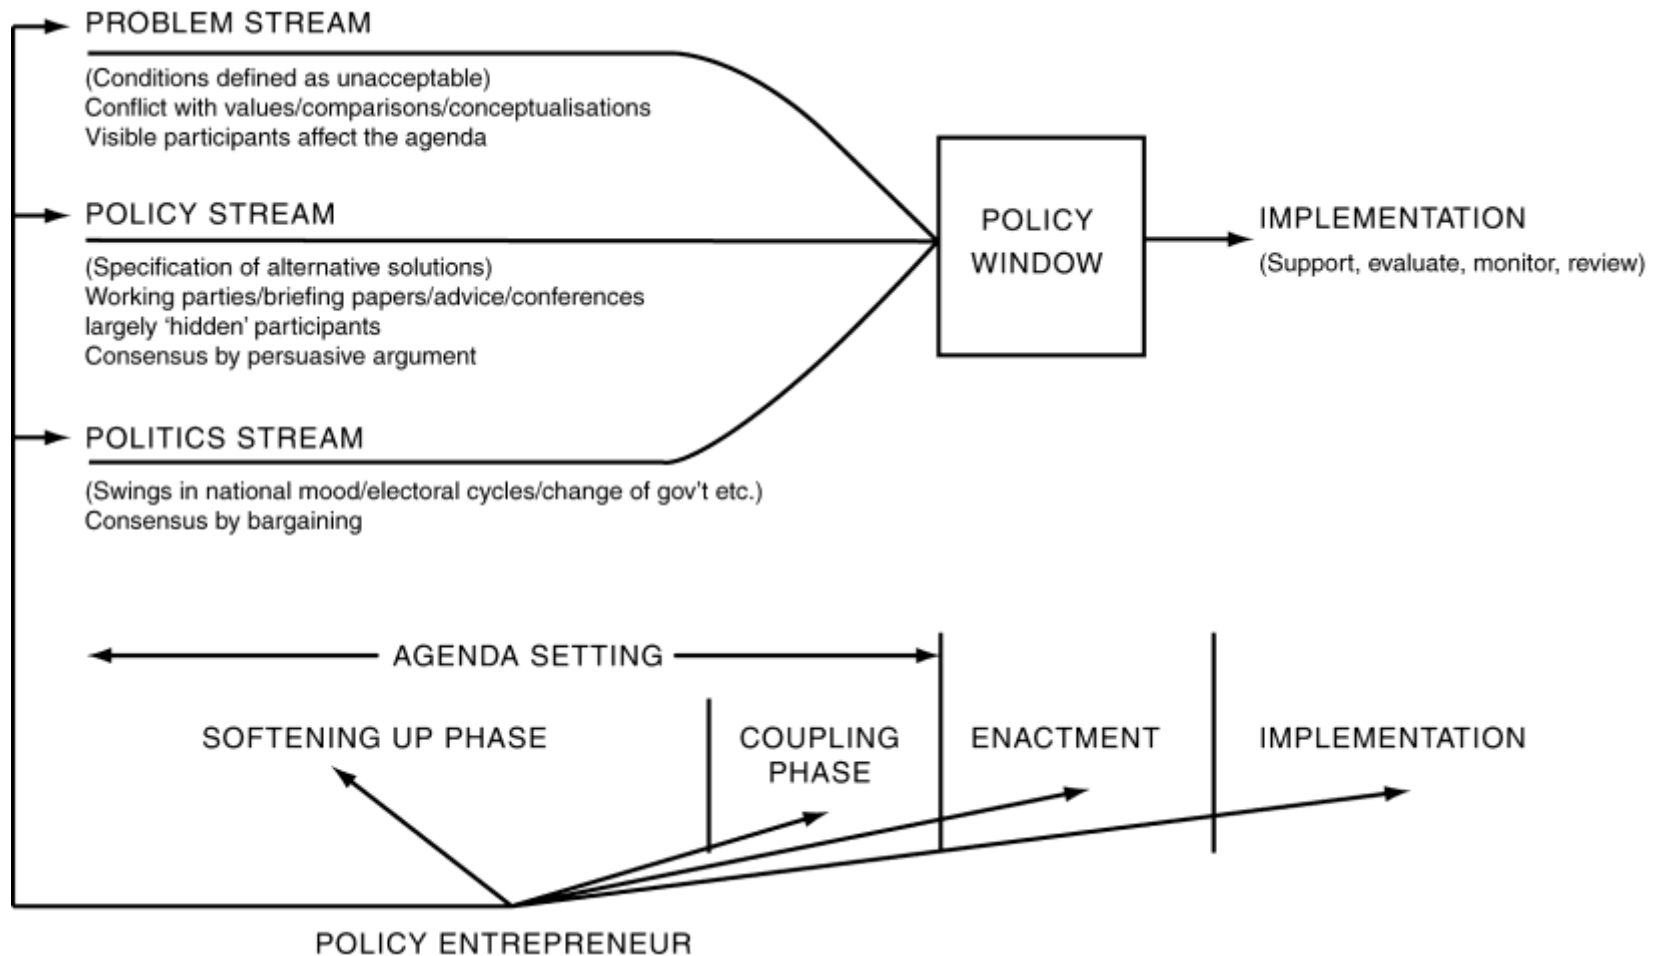 PROBLEM STREAM
(Conditions defined as unacceptable)
Conflict with values/comparisons/conceptualisations
Visible participants affect the agenda
POLICY STREAM
(Specification of alternative solutions)
Working parties/briefing papers/advice/conferences
largely ‘hidden’ participants
Consensus by persuasive argument
POLITICS STREAM
(Swings in national mood/electoral cycles/change of gov’t etc.)
Consensus by bargaining
POLICY
WINDOW
IMPLEMENTATION
(Support, evaluate, monitor, review)
AGENDA SETTING
SOFTENING UP PHASE
COUPLING
PHASE
ENACTMENT
IMPLEMENTATION
POLICY ENTREPRENEUR